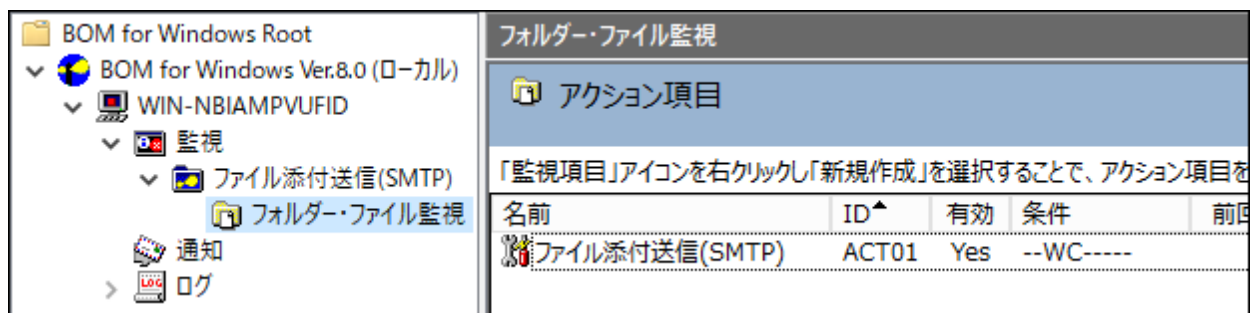 BOM for Windows Root
BOM for Windows Ver.8.0 (ローカル)
WIN-NBIAMPVUFID
監視
ファイル添付送信(SMTP)
フォルダー・ファイル監視
通知
ログ
フォルダー・ファイル監視
アクション項目
「監視項目」アイコンを右クリックし「新規作成」を選択することで、アクション項目を
名前 ID 有効 条件 前回
ファイル添付送信(SMTP) ACT01 Yes --WC-----